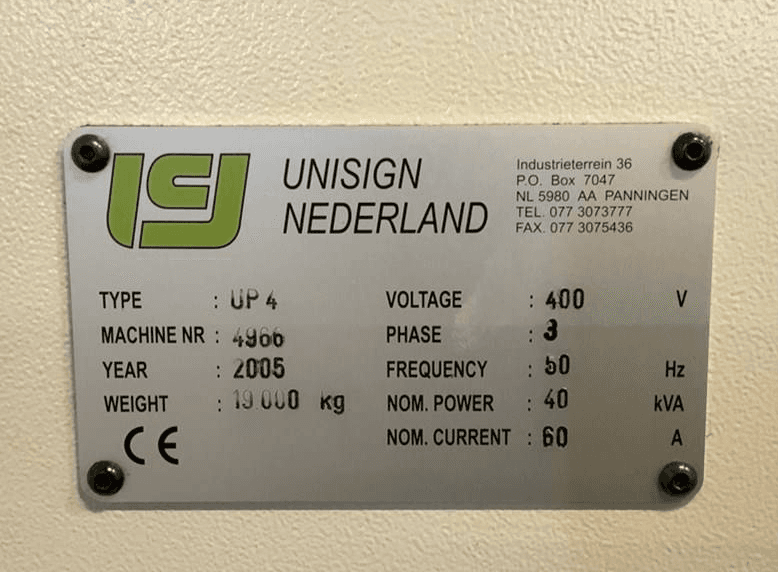 UNISIGN
NEDERLAND
Industrieterrein 36
P.O. Box 7047
NL 5980 AA PANNINGEN
TEL. 077 3073777
FAX. 077 3075436
TYPE : UP 4
MACHINE NR : 4966
YEAR : 2005
WEIGHT : 19.000 kg
VOLTAGE : 400 V
PHASE : 3
FREQUENCY : 50 Hz
NOM. POWER : 40 kVA
NOM. CURRENT : 60 A
CE